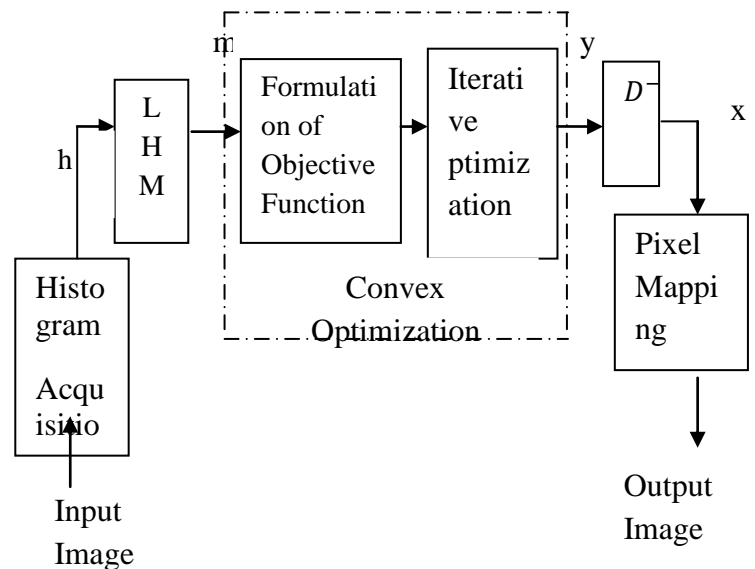 m
y
x
h
L
H
M
Formulati
on of
Objective
Function
Iterati
ve
ptimiz
ation
D⁻
Histo
gram
Acqu
isitio
Convex
Optimization
Pixel
Mappi
ng
Input
Image
Output
Image